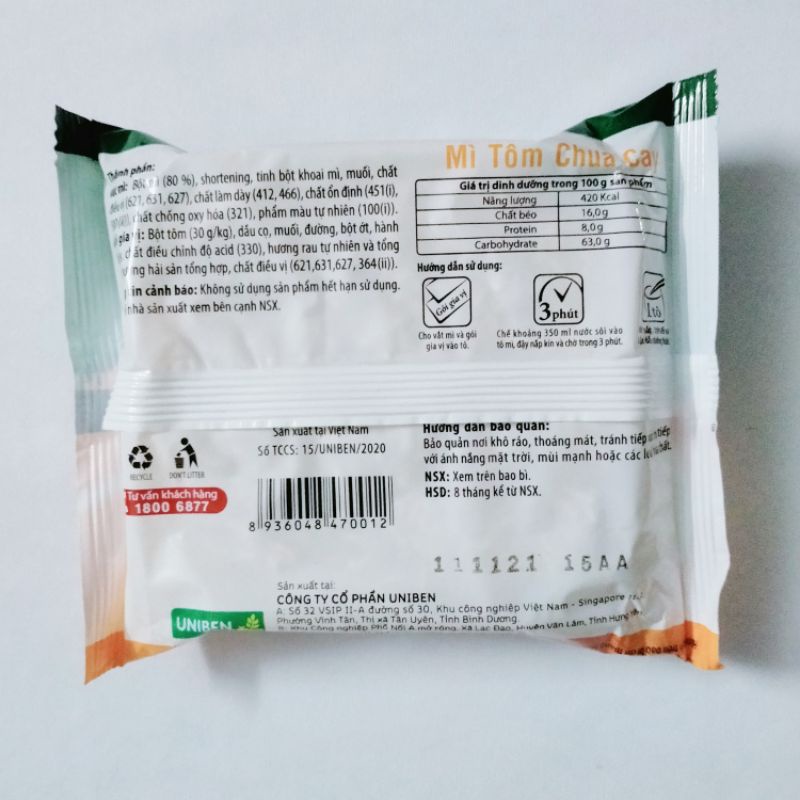 Thành phần:
mì: Bột mì (80 %), shortening, tinh bột khoai mì, muối, chất
(621, 631, 627), chất làm dày (412, 466), chất ổn định (451(i),
chất chống oxy hóa (321), phẩm màu tự nhiên (100(i)).
gia vị: Bột tôm (30 g/kg), dầu cọ, muối, đường, bột ớt, hành
chất điều chỉnh độ acid (330), hương rau tự nhiên và tổng
hải sản tổng hợp, chất điều vị (621,631,627, 364(ii)).
cảnh báo: Không sử dụng sản phẩm hết hạn sử dụng.
nhà sản xuất xem bên cạnh NSX.
Mì Tôm Chua Cay
Giá trị dinh dưỡng trong 100 g sản phẩm
Năng lượng 420 Kcal
Chất béo 16,0g
Protein 8,0g
Carbohydrate 63,0 g
Hướng dẫn sử dụng:
Gói gia vị
3 phút
1 tô
Cho vắt mì và gói
gia vị vào tô.
Chế khoảng 350 ml nước sôi vào
tô mì, đậy nắp kín và chờ trong 3 phút.
Sản xuất tại Việt Nam
Số TCCS: 15/UNIBEN/2020
RECYCLE
DON'T LITTER
Tư vấn khách hàng
1800 6877
8 936048 470012
Hướng dẫn bảo quản:
Bảo quản nơi khô ráo, thoáng mát, tránh tiếp tiếp
với ánh nắng mặt trời, mùi mạnh hoặc các
NSX: Xem trên bao bì.
HSD: 8 tháng kể từ NSX.
111121 15AA
Sản xuất tại:
CÔNG TY CỔ PHẦN UNIBEN
A: Số 32 VSIP II-A đường số 30, Khu công nghiệp Việt Nam - Singapore
Phường Vĩnh Tân, Thị xã Tân Uyên, Tỉnh Bình Dương.
B: Khu Công nghiệp Phố Nối A mở rộng, Xã Lạc Đạo, Huyện Văn Lâm, Tỉnh Hưng
UNIBEN